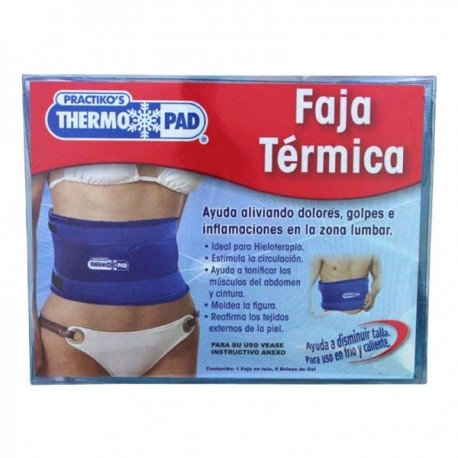 PRACTIKO'S
THERMO PAD®
Faja
Térmica
Ayuda aliviando dolores, golpes e
inflamaciones en la zona lumbar.
• Ideal para Hieloterapia.
• Estimula la circulación.
• Ayuda a tonificar los
músculos del abdomen
y cintura.
• Moldea la figura.
• Reafirma los tejidos
externos de la piel.
PARA SU USO VEASE
INSTRUCTIVO ANEXO
Contenido: 1 Faja en tela, 5 Bolsas de Gel
Ayuda a disminuir talla.
Para uso en frío y caliente.
THERMO PAD